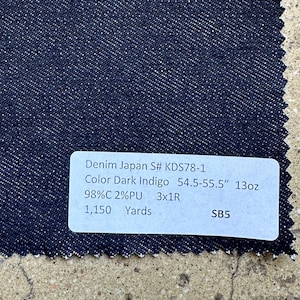 Denim Japan S# KDS78-1
Color Dark Indigo 54.5-55.5" 13oz
98%C 2%PU 3x1R
1,150 Yards SB5